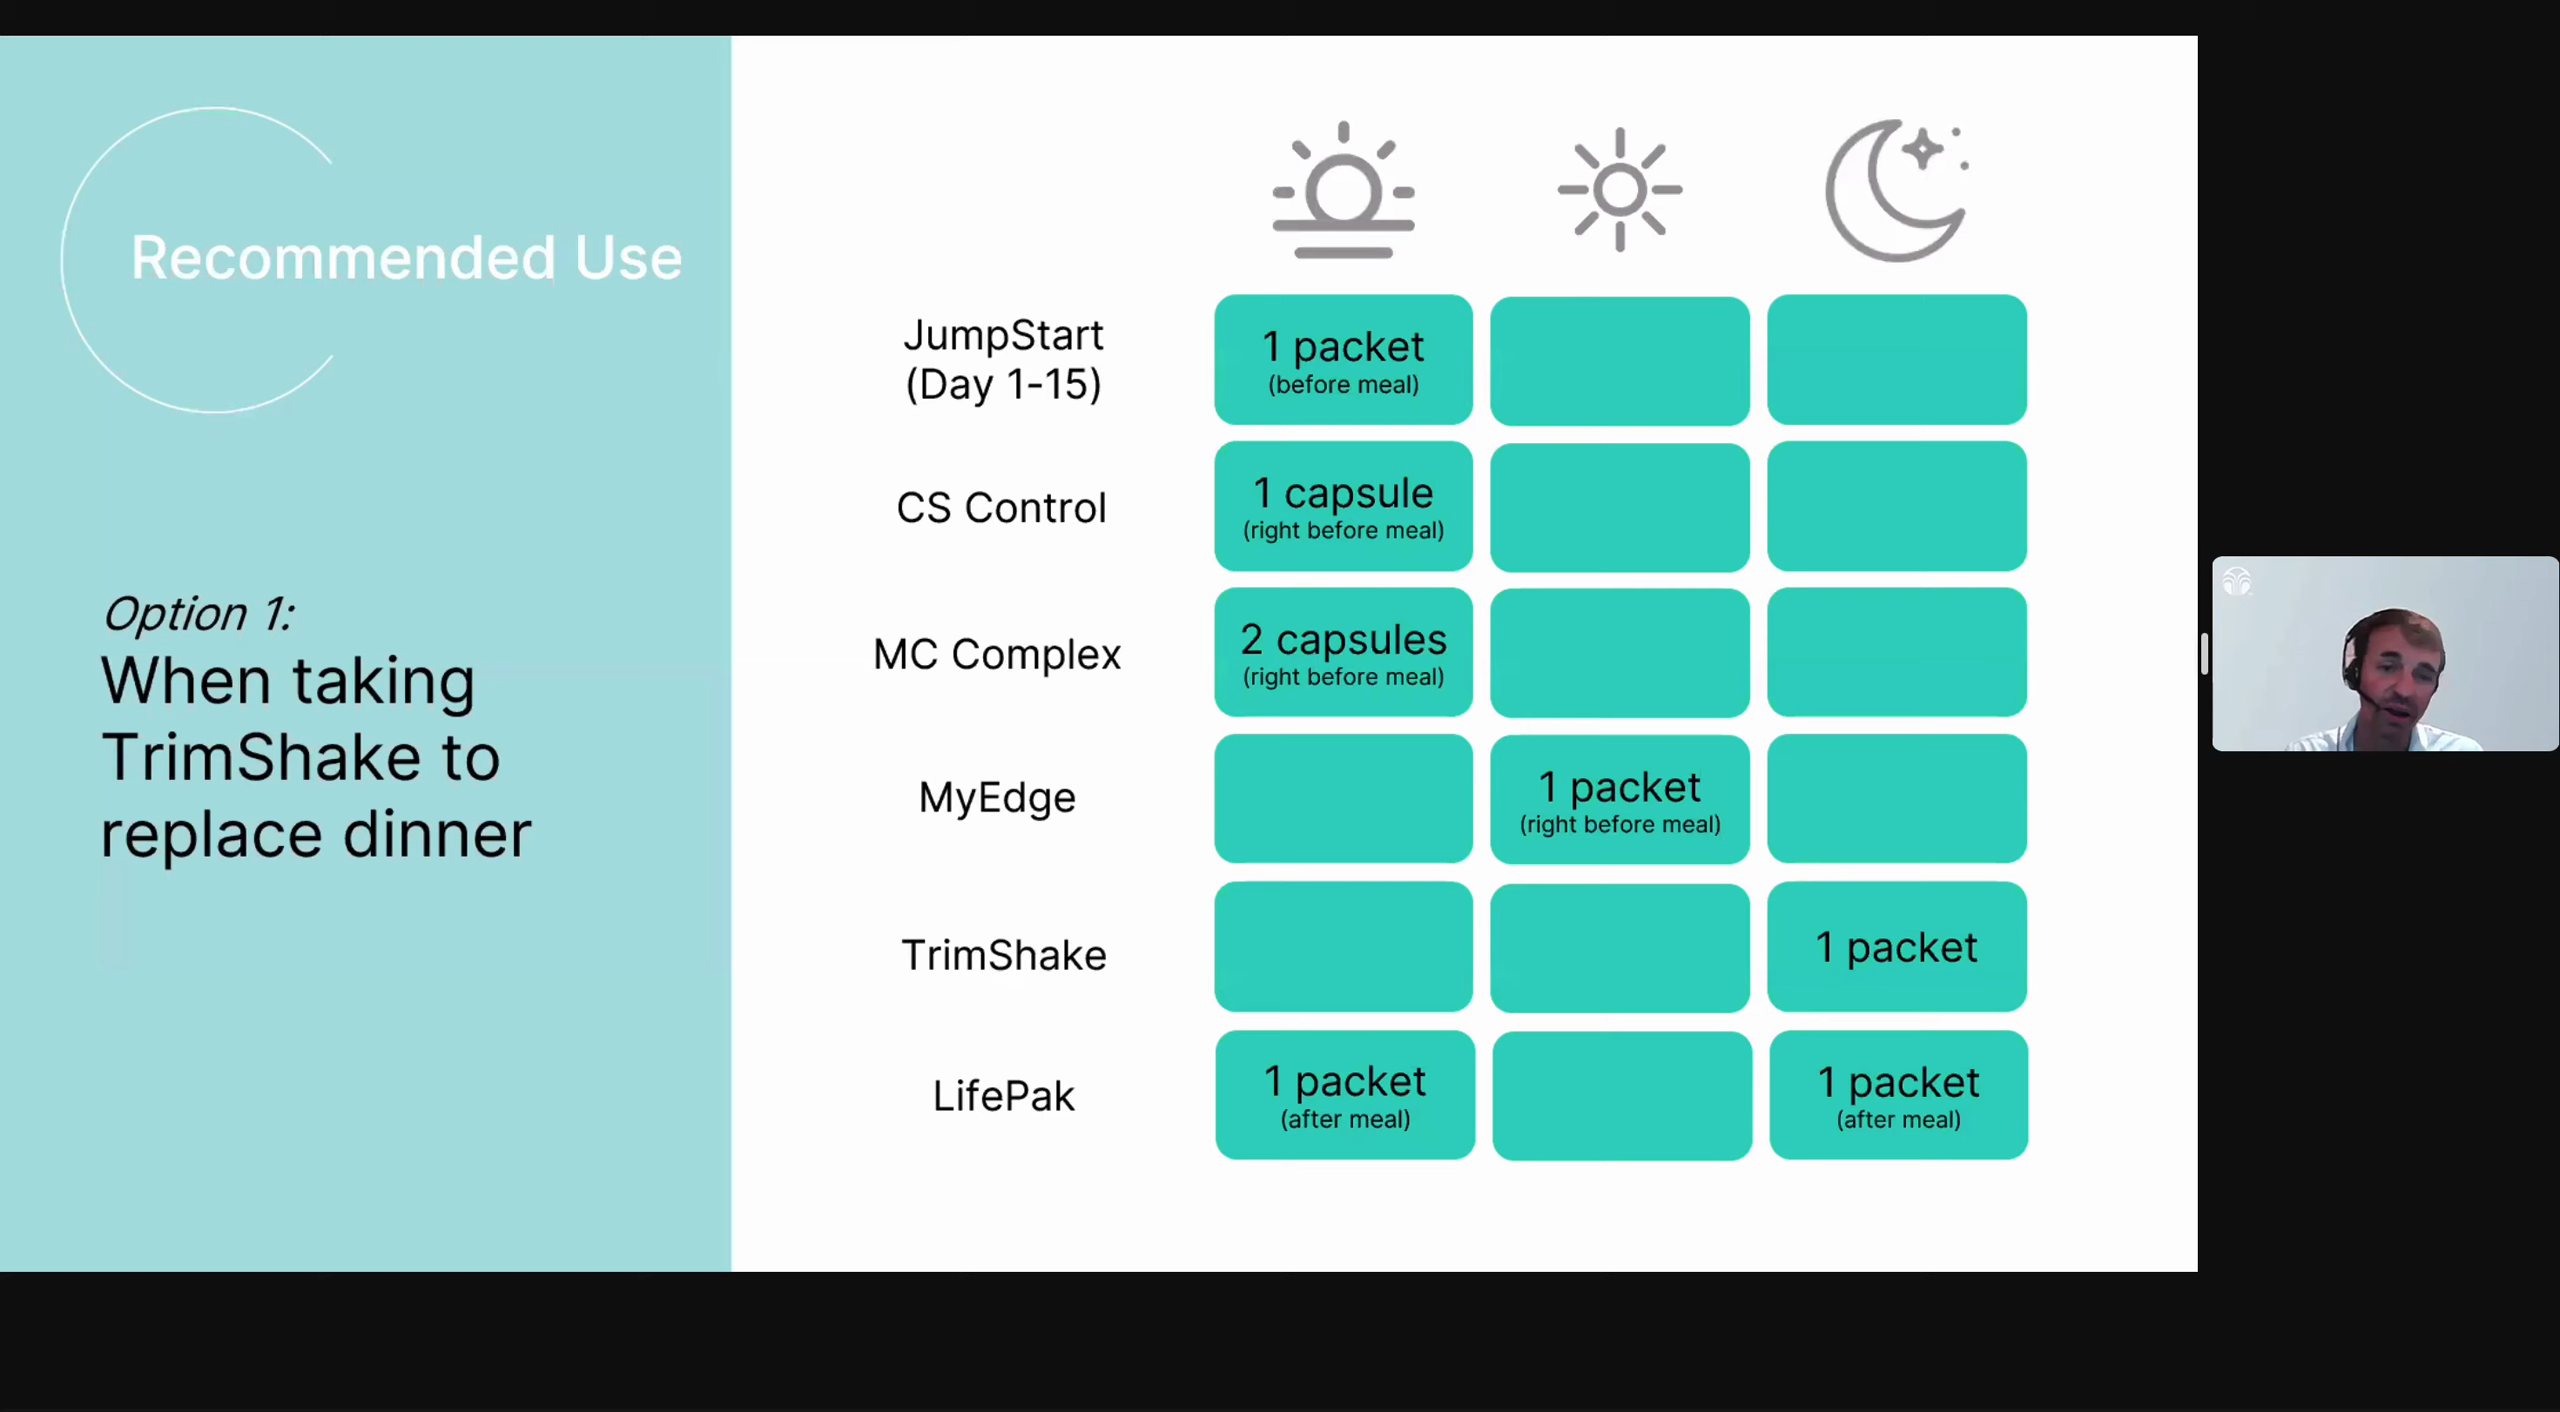 Recommended Use
Option 1:
When taking
TrimShake to
replace dinner
JumpStart
(Day 1-15)
1 packet
(before meal)
CS Control
1 capsule
(right before meal)
MC Complex
2 capsules
(right before meal)
MyEdge
1 packet
(right before meal)
TrimShake
1 packet
LifePak
1 packet
(after meal)
1 packet
(after meal)